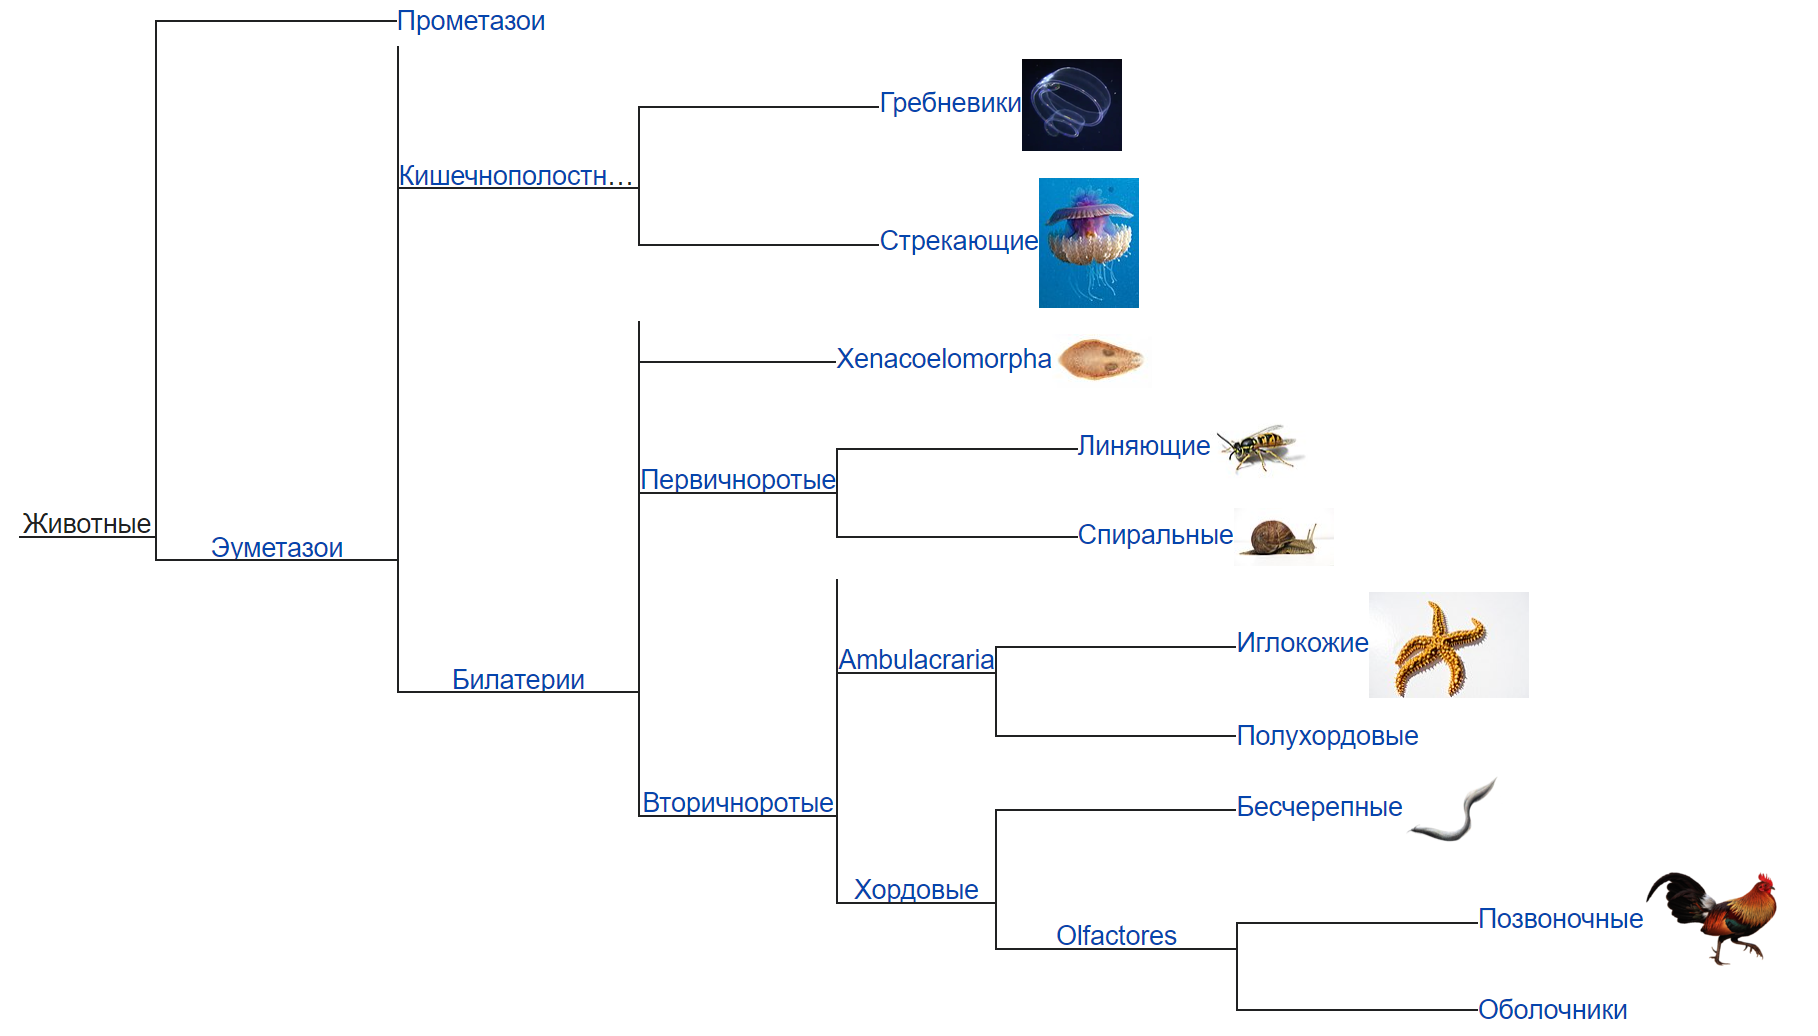 Прометазои
Гребневики
Кишечнополостн…
Стрекающие
Xenacoelomorpha
Линяющие
Первичноротые
Животные
Спиральные
Эуметазои
Иглокожие
Ambulacraria
Билатерии
Полухордовые
Вторичноротые
Бесчерепные
Хордовые
Позвоночные
Olfactores
Оболочники